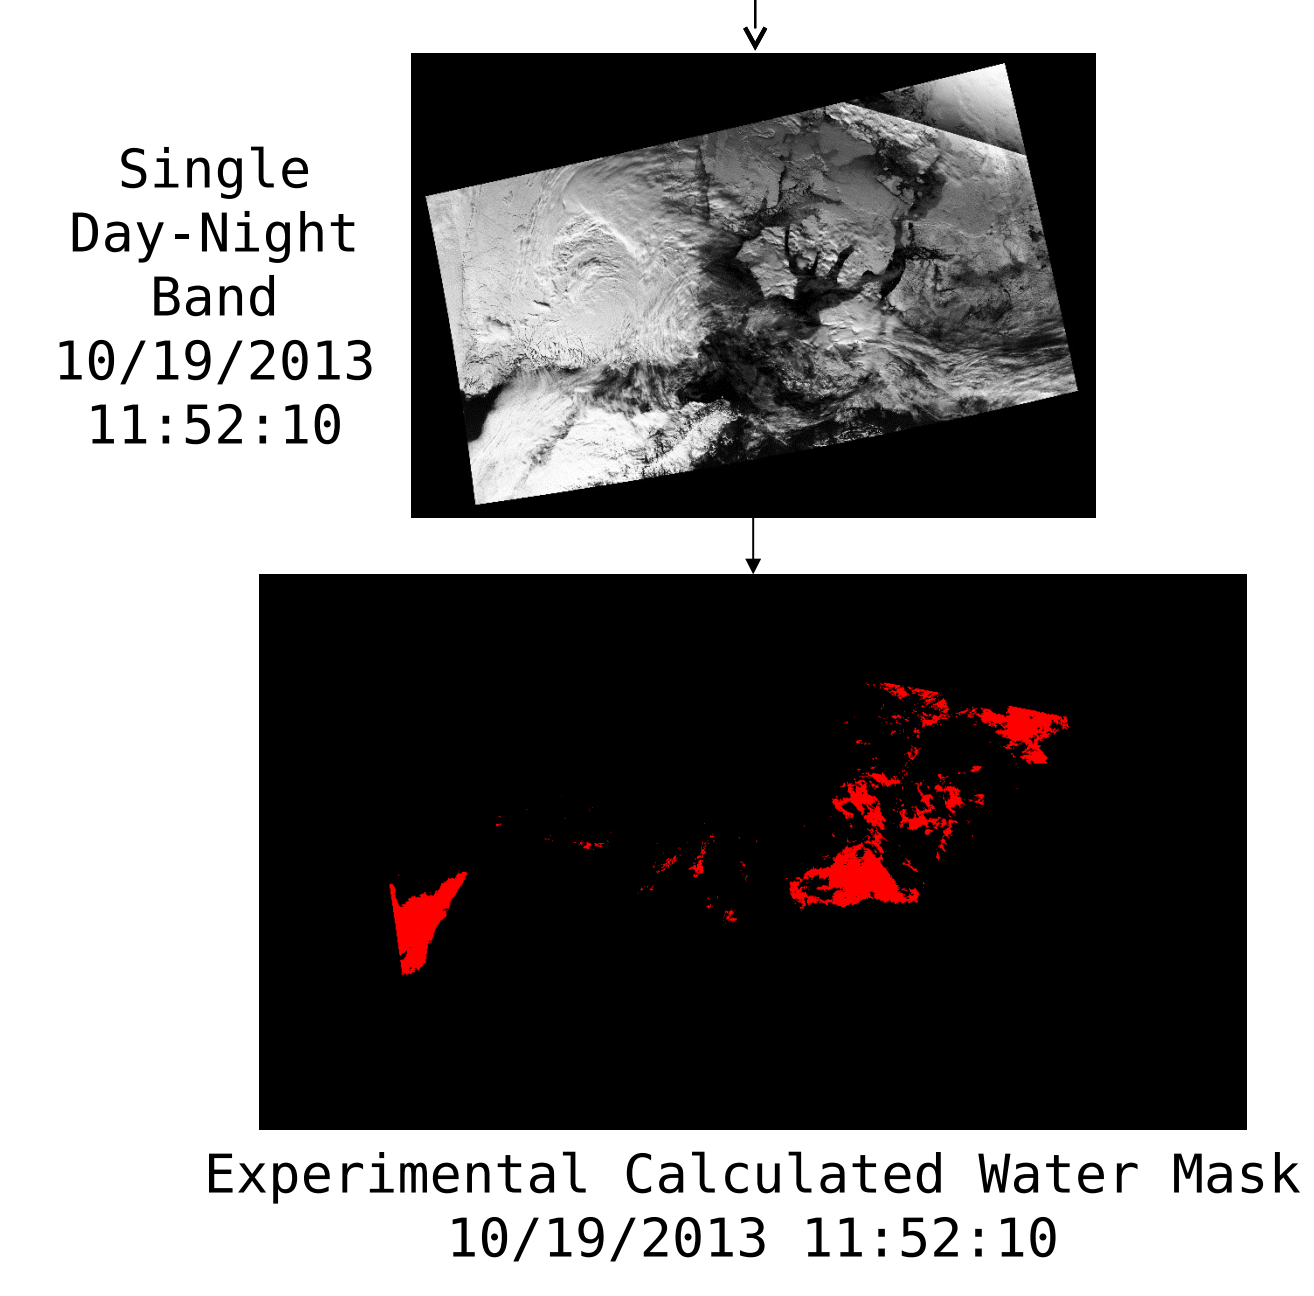 Single
Day-Night
Band
10/19/2013
11:52:10
Experimental Calculated Water Mask
10/19/2013 11:52:10